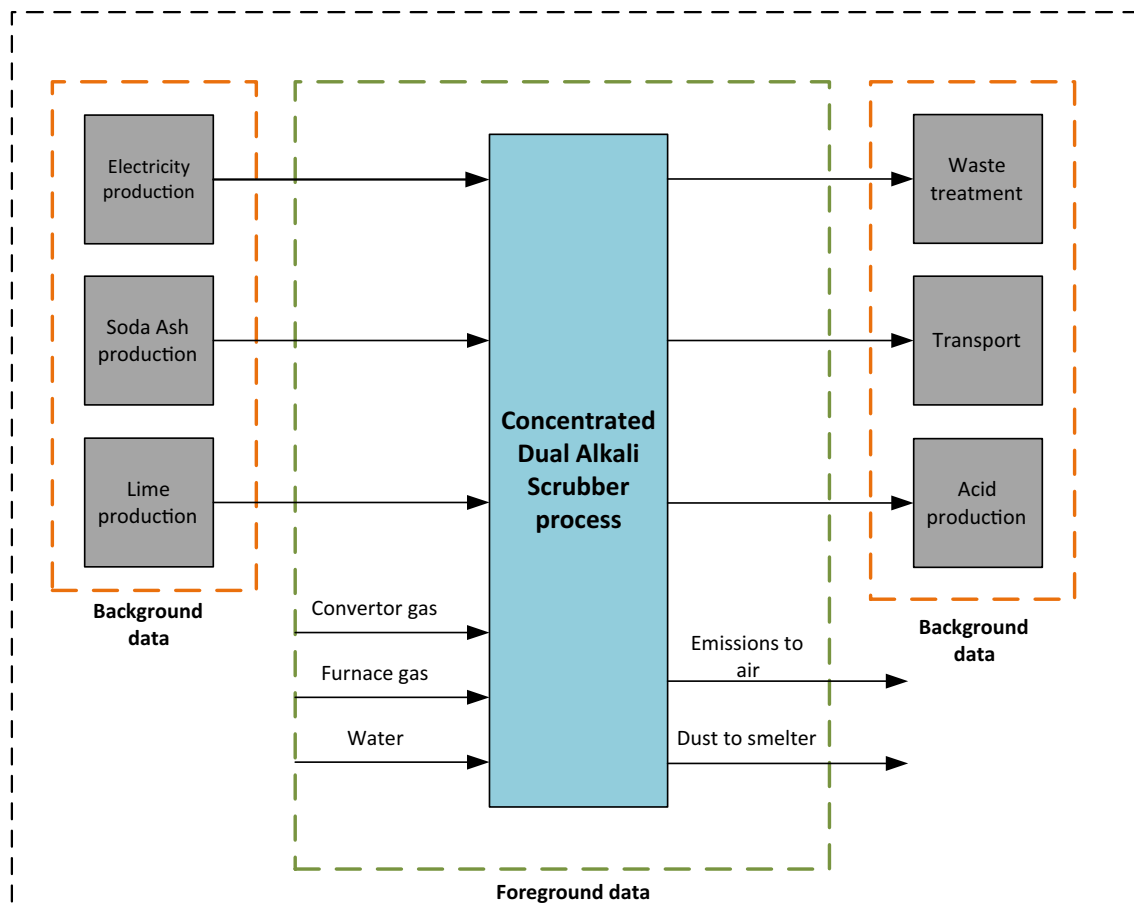 Electricity
production
Soda Ash
production
Lime
production
Background
data
Convertor gas
Furnace gas
Water
Concentrated
Dual Alkali
Scrubber
process
Waste
treatment
Transport
Acid
production
Background
data
Emissions to
air
Dust to smelter
Foreground data